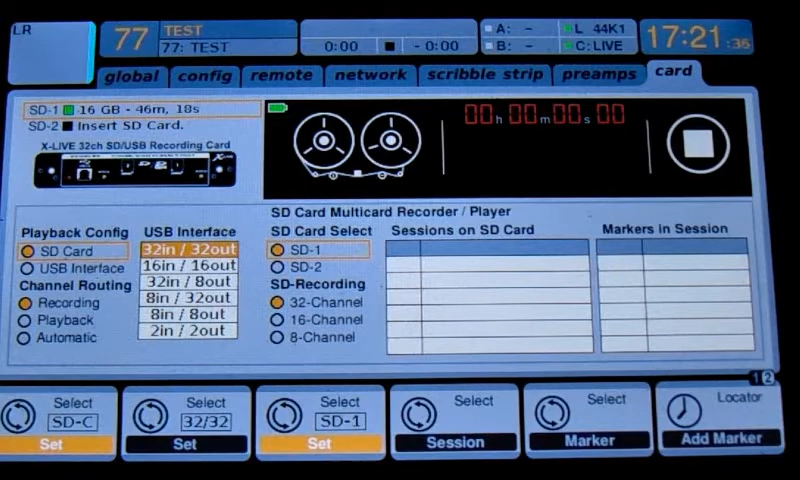 LR
77
TEST
77: TEST
0:00
- 0:00
A: -
B: -
L 44K1
C:LIVE
17:21:35
global
config
remote
network
scribble strip
preamps
card
SD-1 16 GB - 46m, 18s
SD-2 Insert SD Card.
X-LIVE 32ch SD/USB Recording Card
00h 00m 00s 00
SD Card Multicard Recorder / Player
Playback Config
SD Card
USB Interface
Channel Routing
Recording
Playback
Automatic
USB Interface
32in / 32out
16in / 16out
32in / 8out
8in / 32out
8in / 8out
2in / 2out
SD Card Select
SD-1
SD-2
SD-Recording
32-Channel
16-Channel
8-Channel
Sessions on SD Card
Markers in Session
1 2
Select
SD-C
Set
Select
32/32
Set
Select
SD-1
Set
Select
Session
Select
Marker
Locator
Add Marker